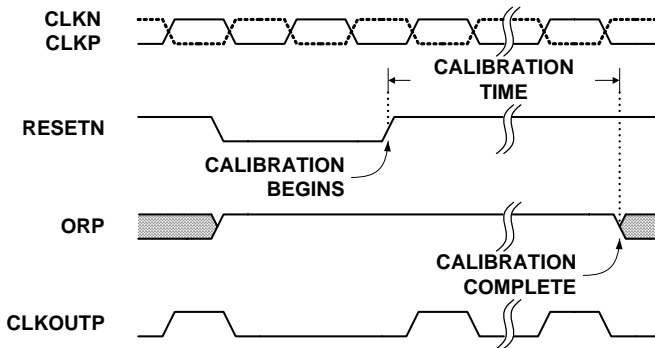 CLKN
CLKP
CALIBRATION
TIME
RESETN
CALIBRATION
BEGINS
ORP
CALIBRATION
COMPLETE
CLKOUTP